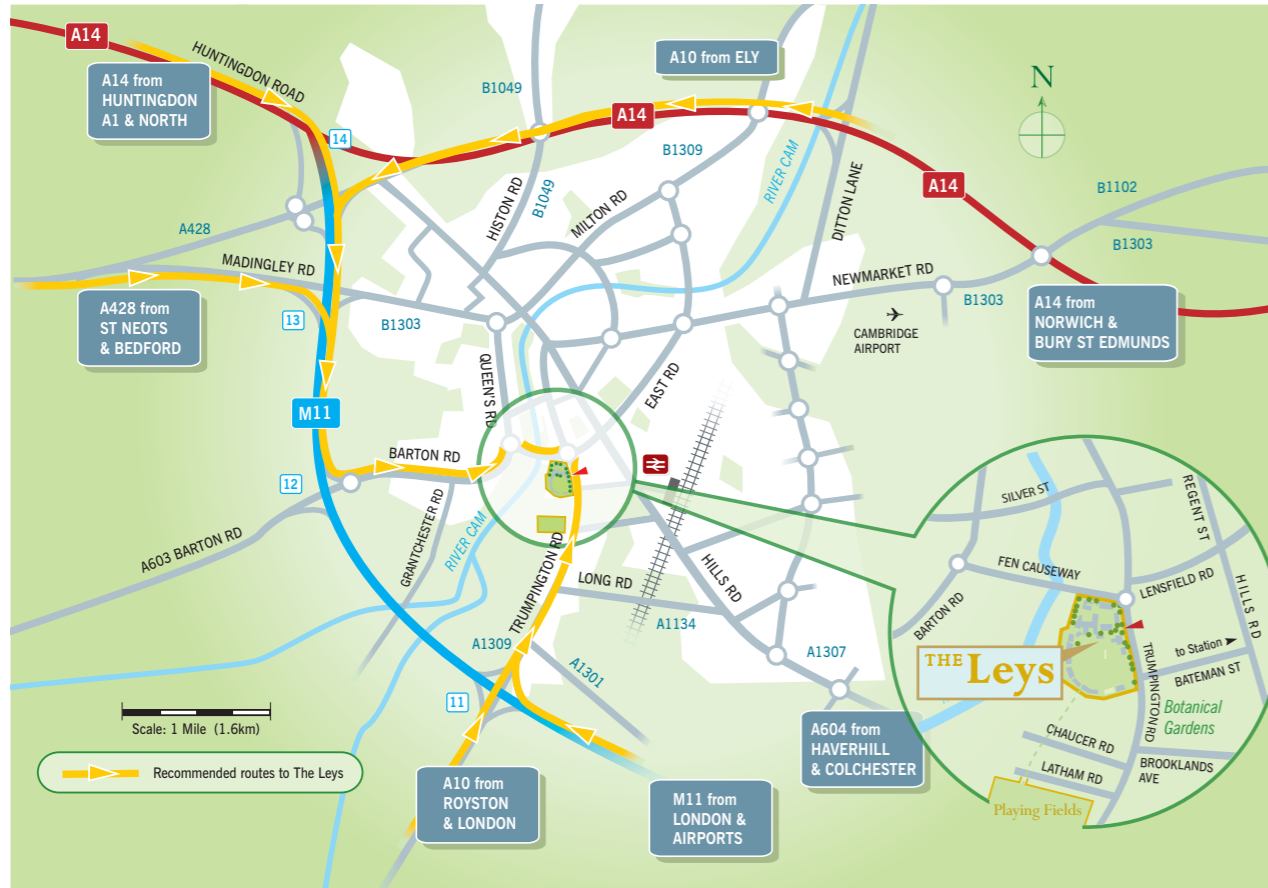 A14
HUNTINGDON ROAD
A14 from
HUNTINGDON
A1 & NORTH
14
B1049
A10 from ELY
A14
N
B1309
RIVER CAM
A14
B1102
B1303
HISTON RD
B1049
MILTON RD
DITTON LANE
A428
MADINGLEY RD
NEWMARKET RD
B1303
A428 from
ST NEOTS
& BEDFORD
13
B1303
CAMBRIDGE
AIRPORT
A14 from
NORWICH &
BURY ST EDMUNDS
QUEEN'S RD
EAST RD
M11
BARTON RD
12
A603 BARTON RD
GRANTCHESTER RD
RIVER CAM
TRUMPINGTON RD
LONG RD
HILLS RD
A1134
A1309
A1301
A1307
11
SILVER ST
REGENT ST
FEN CAUSEWAY
LENSFIELD RD
BARTON RD
HILLS RD
THE Leys
to Station
BATEMAN ST
TRUMPINGTON RD
Botanical
Gardens
CHAUCER RD
LATHAM RD
BROOKLANDS
AVE
Playing Fields
Scale: 1 Mile (1.6km)
Recommended routes to The Leys
A10 from
ROYSTON
& LONDON
M11 from
LONDON &
AIRPORTS
A604 from
HAVERHILL
& COLCHESTER